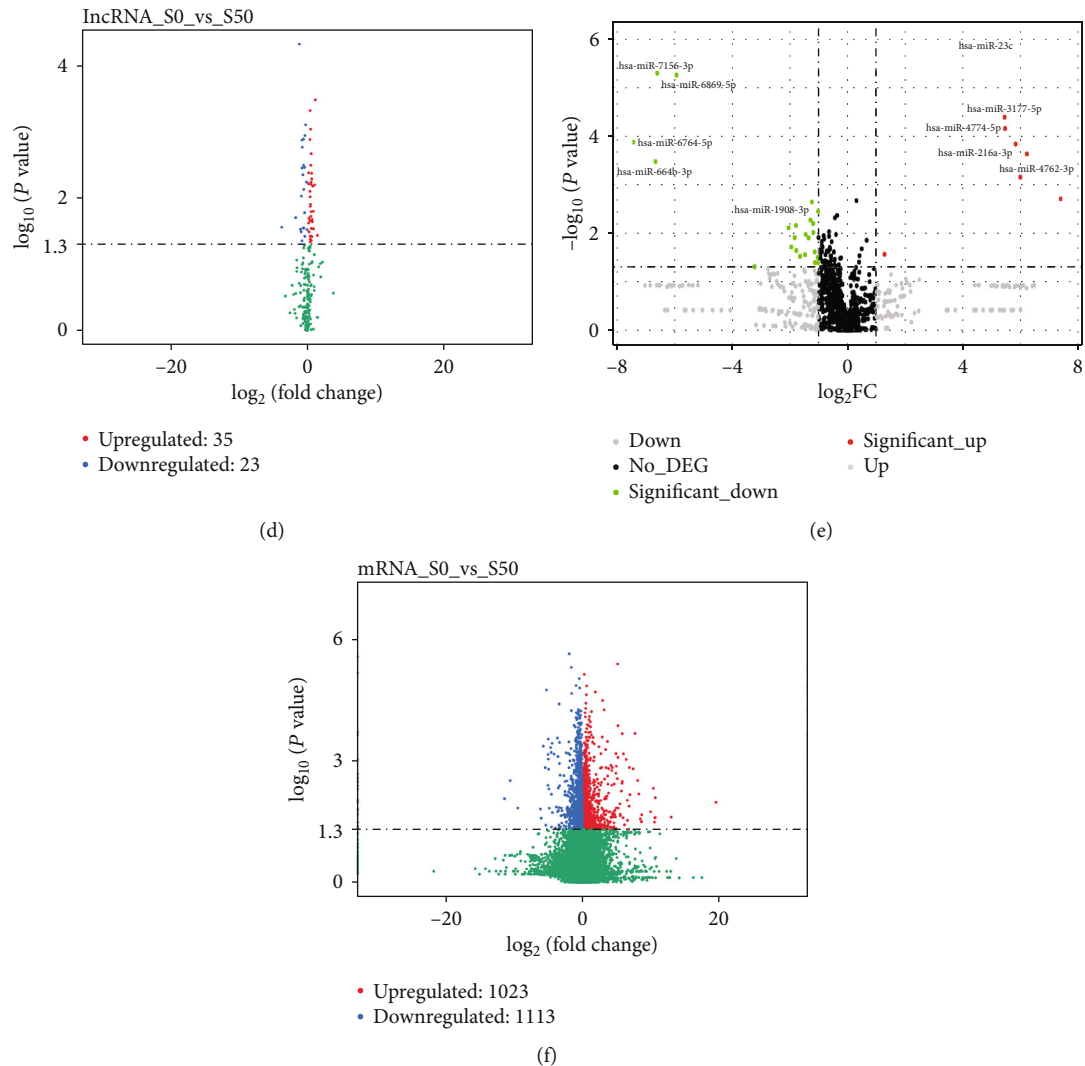 lncRNA_S0_vs_S50
4
2
1.3
0
log10 (P value)
−20
0
20
log2 (fold change)
Upregulated: 35
Downregulated: 23
(d)
6
4
2
0
−log10 (P value)
hsa-miR-23c
hsa-miR-7156-3p
hsa-miR-6869-5p
hsa-miR-3177-5p
hsa-miR-4774-5p
hsa-miR-6764-5p
hsa-miR-216a-3p
hsa-miR-664b-3p
hsa-miR-4762-3p
hsa-miR-1908-3p
−8
−4
0
4
8
log2FC
Down
No_DEG
Significant_down
Significant_up
Up
(e)
mRNA_S0_vs_S50
6
3
1.3
0
log10 (P value)
−20
0
20
log2 (fold change)
Upregulated: 1023
Downregulated: 1113
(f)